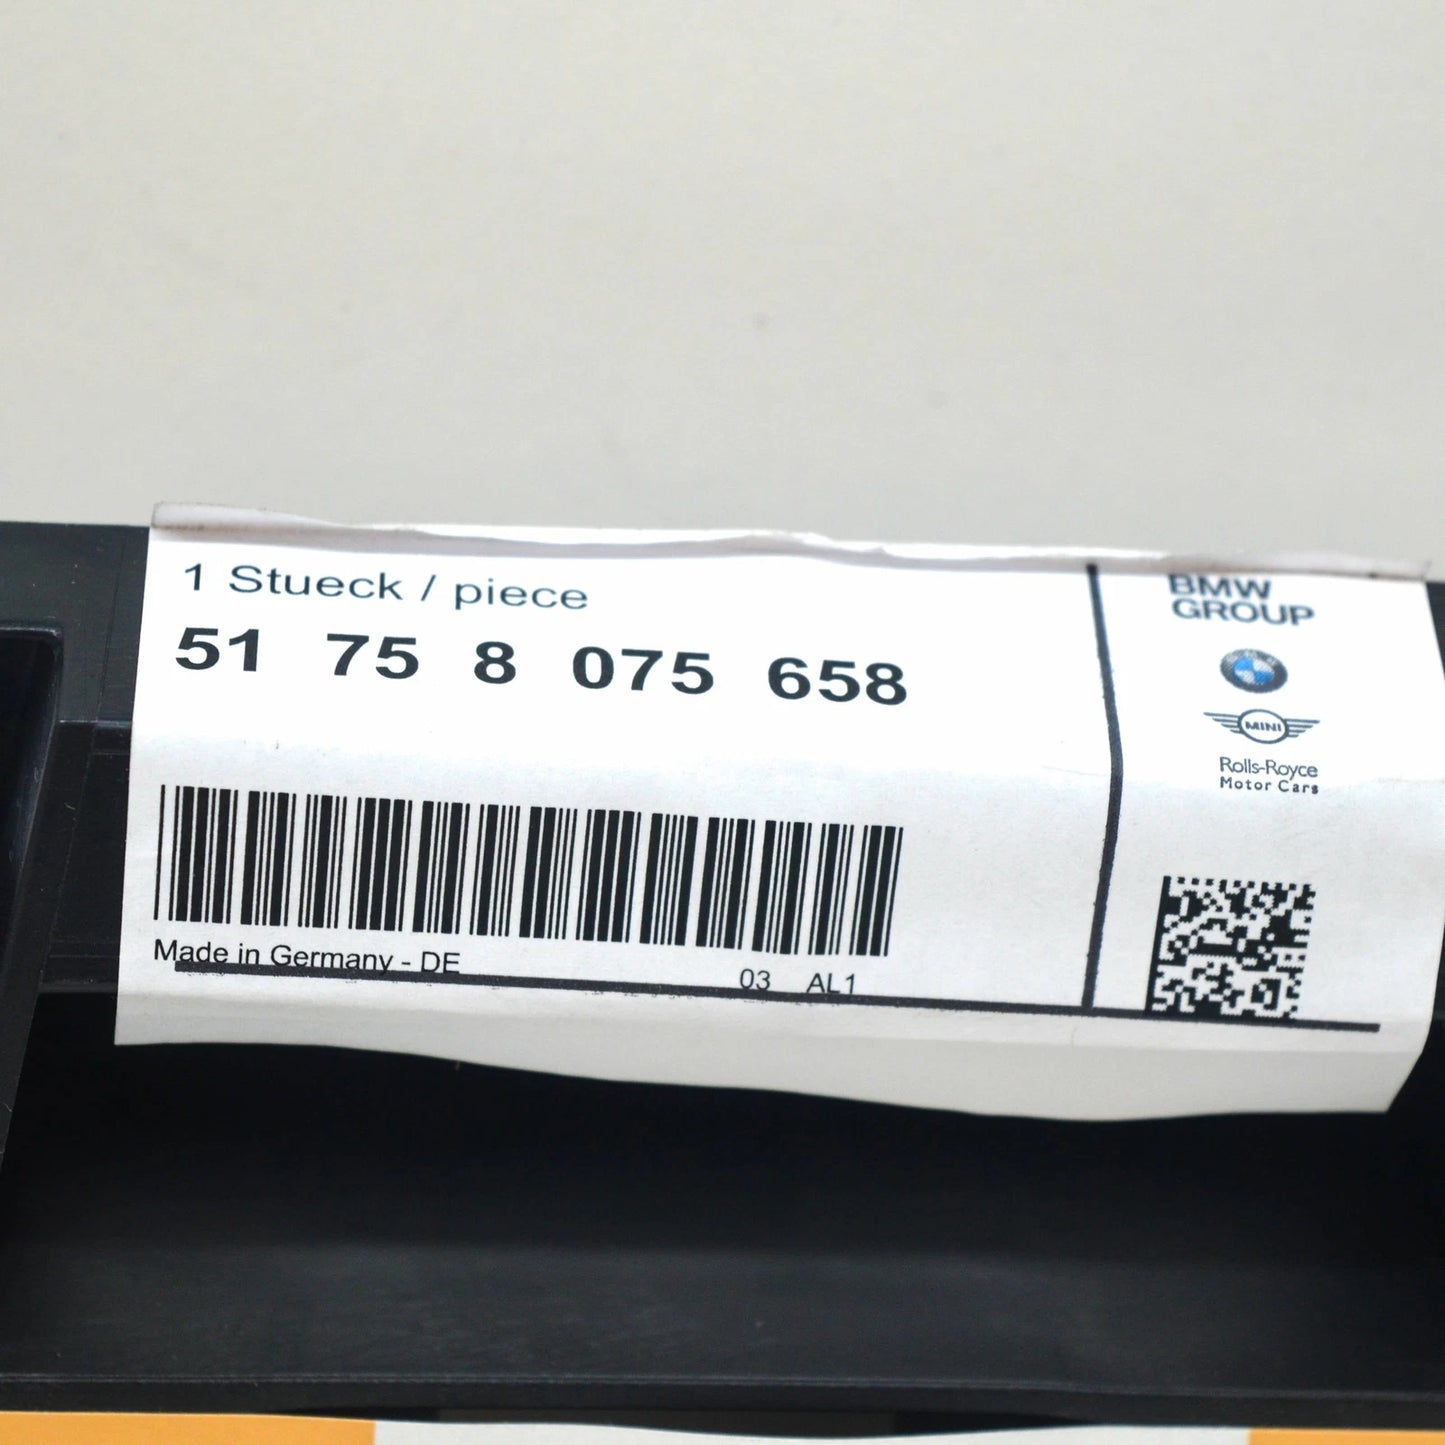 1 Stueck / piece
51 75 8 075 658
Made in Germany - DE
03 AL1
BMW
GROUP
MINI
Rolls-Royce
Motor Cars